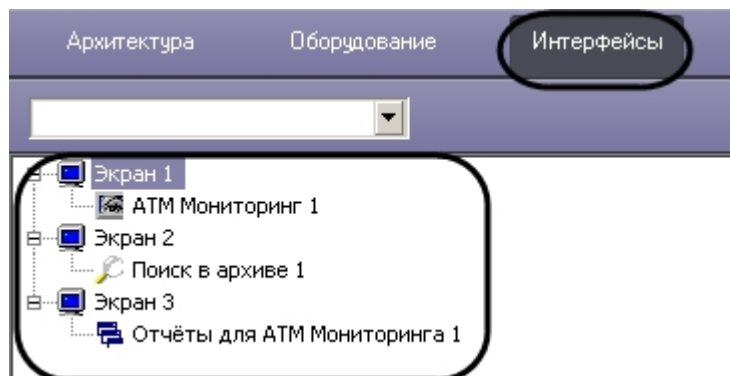 Архитектура Оборудование Интерфейсы
Экран 1
АТМ Мониторинг 1
Экран 2
Поиск в архиве 1
Экран 3
Отчёты для АТМ Мониторинга 1